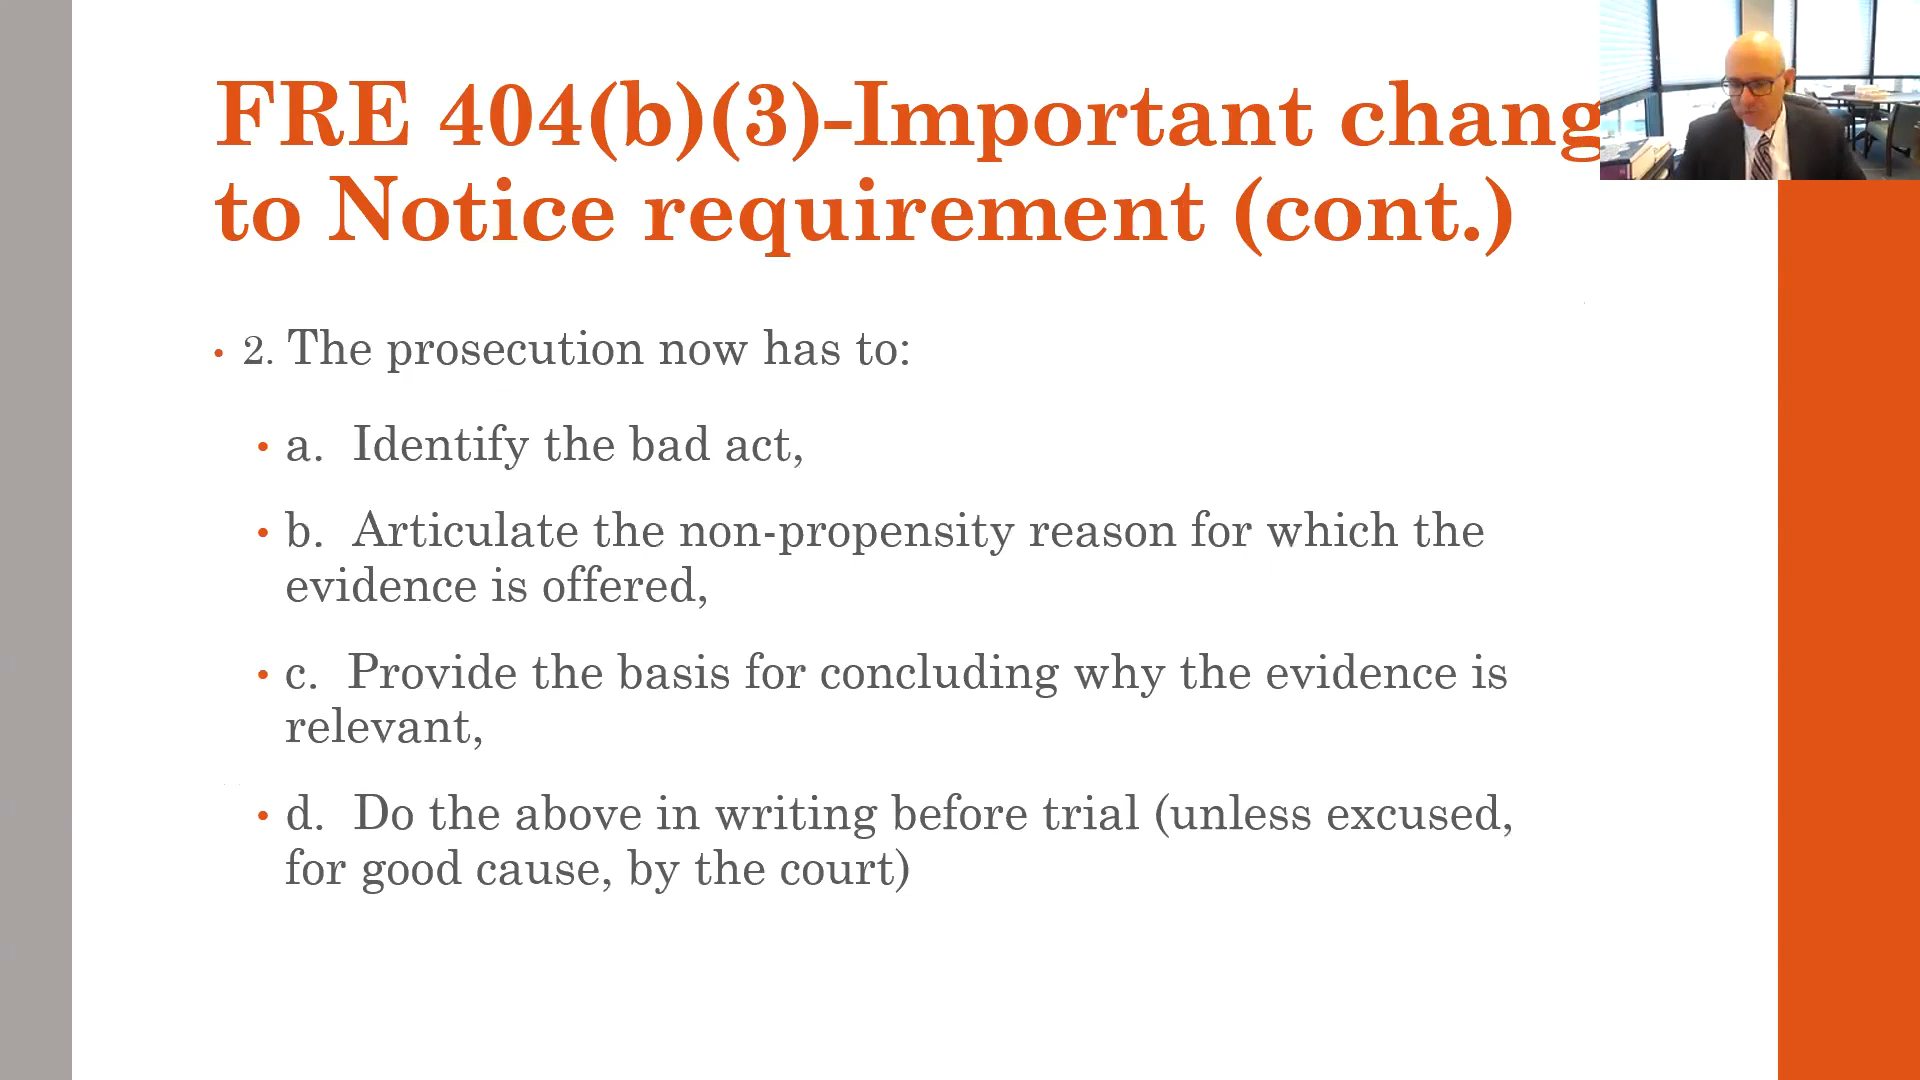 FRE 404(b)(3)-Important chang
to Notice requirement (cont.)
• 2. The prosecution now has to:
• a. Identify the bad act,
• b. Articulate the non-propensity reason for which the
evidence is offered,
• c. Provide the basis for concluding why the evidence is
relevant,
• d. Do the above in writing before trial (unless excused,
for good cause, by the court)